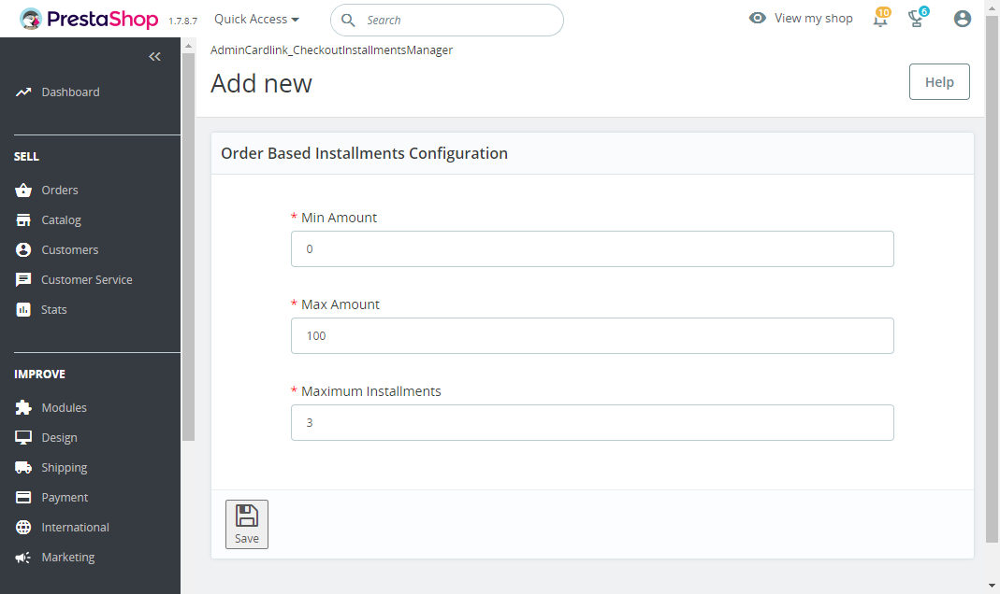 PrestaShop 1.7.8.7 Quick Access Search View my shop 10 6
AdminCardlink_CheckoutInstallmentsManager
Add new
Help
Dashboard
SELL
Orders
Catalog
Customers
Customer Service
Stats
IMPROVE
Modules
Design
Shipping
Payment
International
Marketing
Order Based Installments Configuration
* Min Amount
0
* Max Amount
100
* Maximum Installments
3
Save